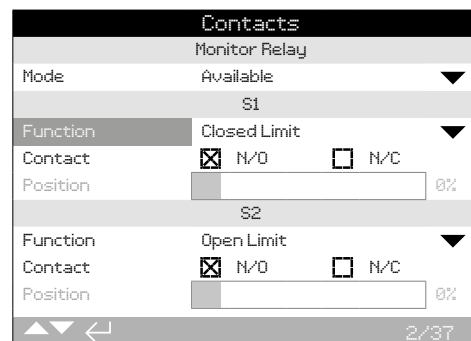 Contacts
Monitor Relay
Mode Available
S1
Function Closed Limit
Contact N/O N/C
Position 0%
S2
Function Open Limit
Contact N/O N/C
Position 0%
2/37